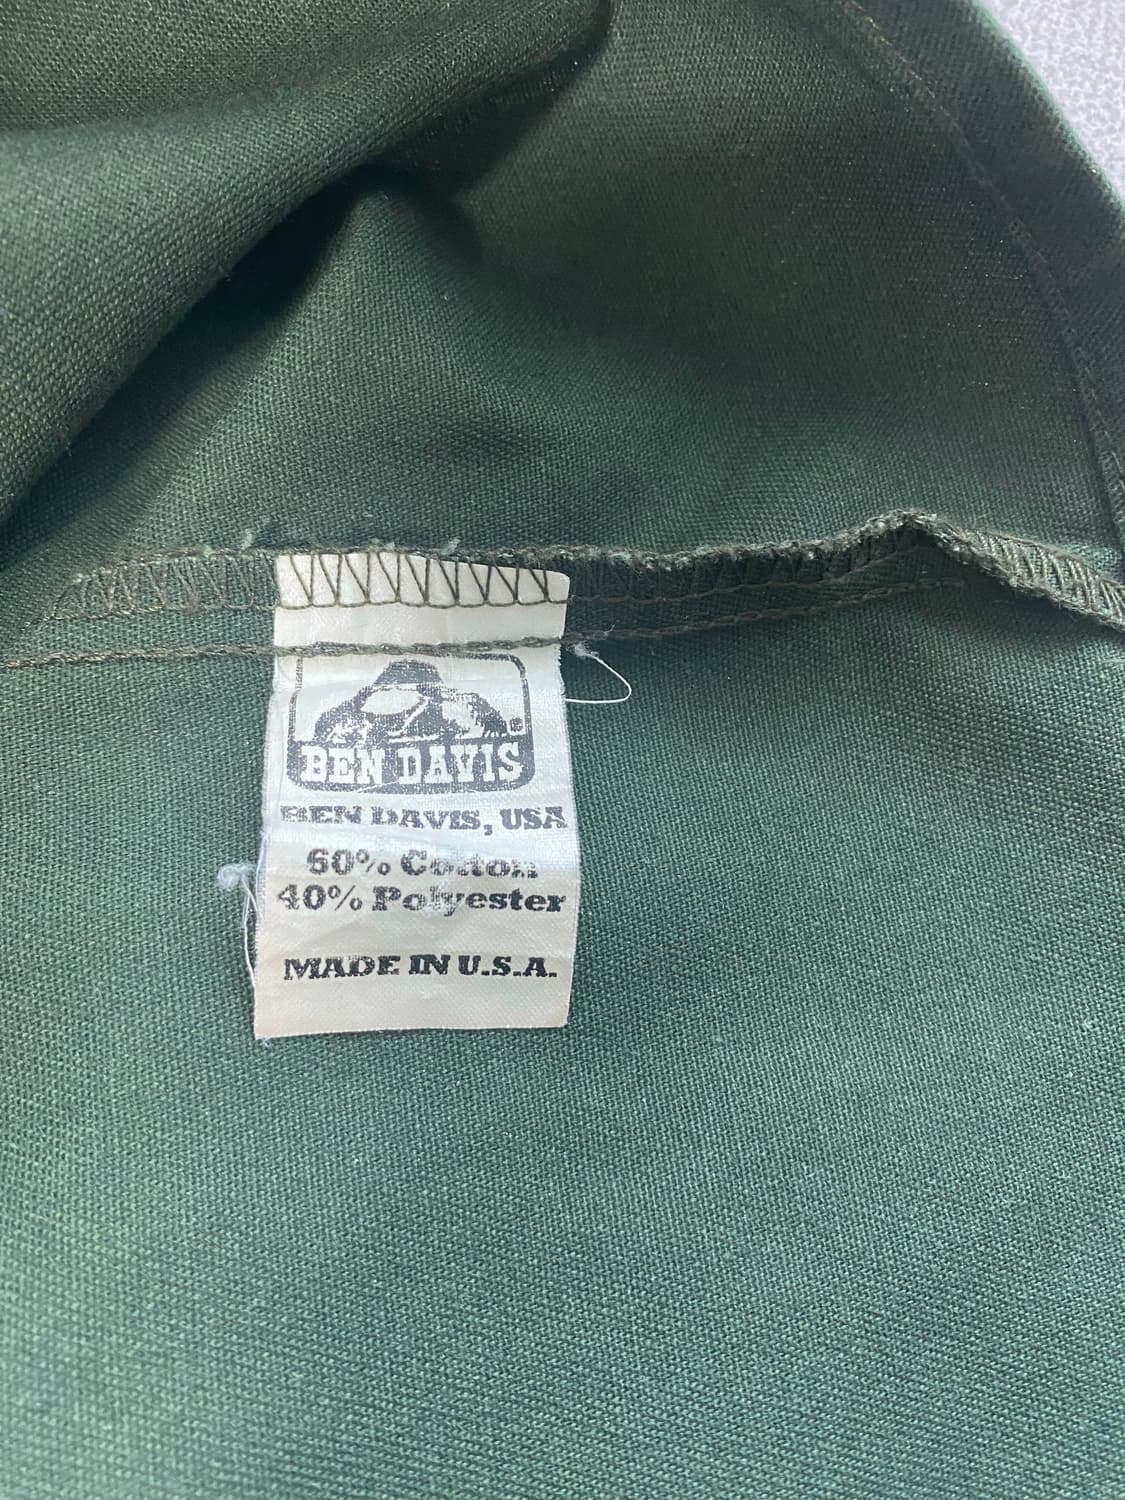 BEN DAVIS
BEN DAVIS, USA
60% Cotton
40% Polyester
MADE IN U.S.A.